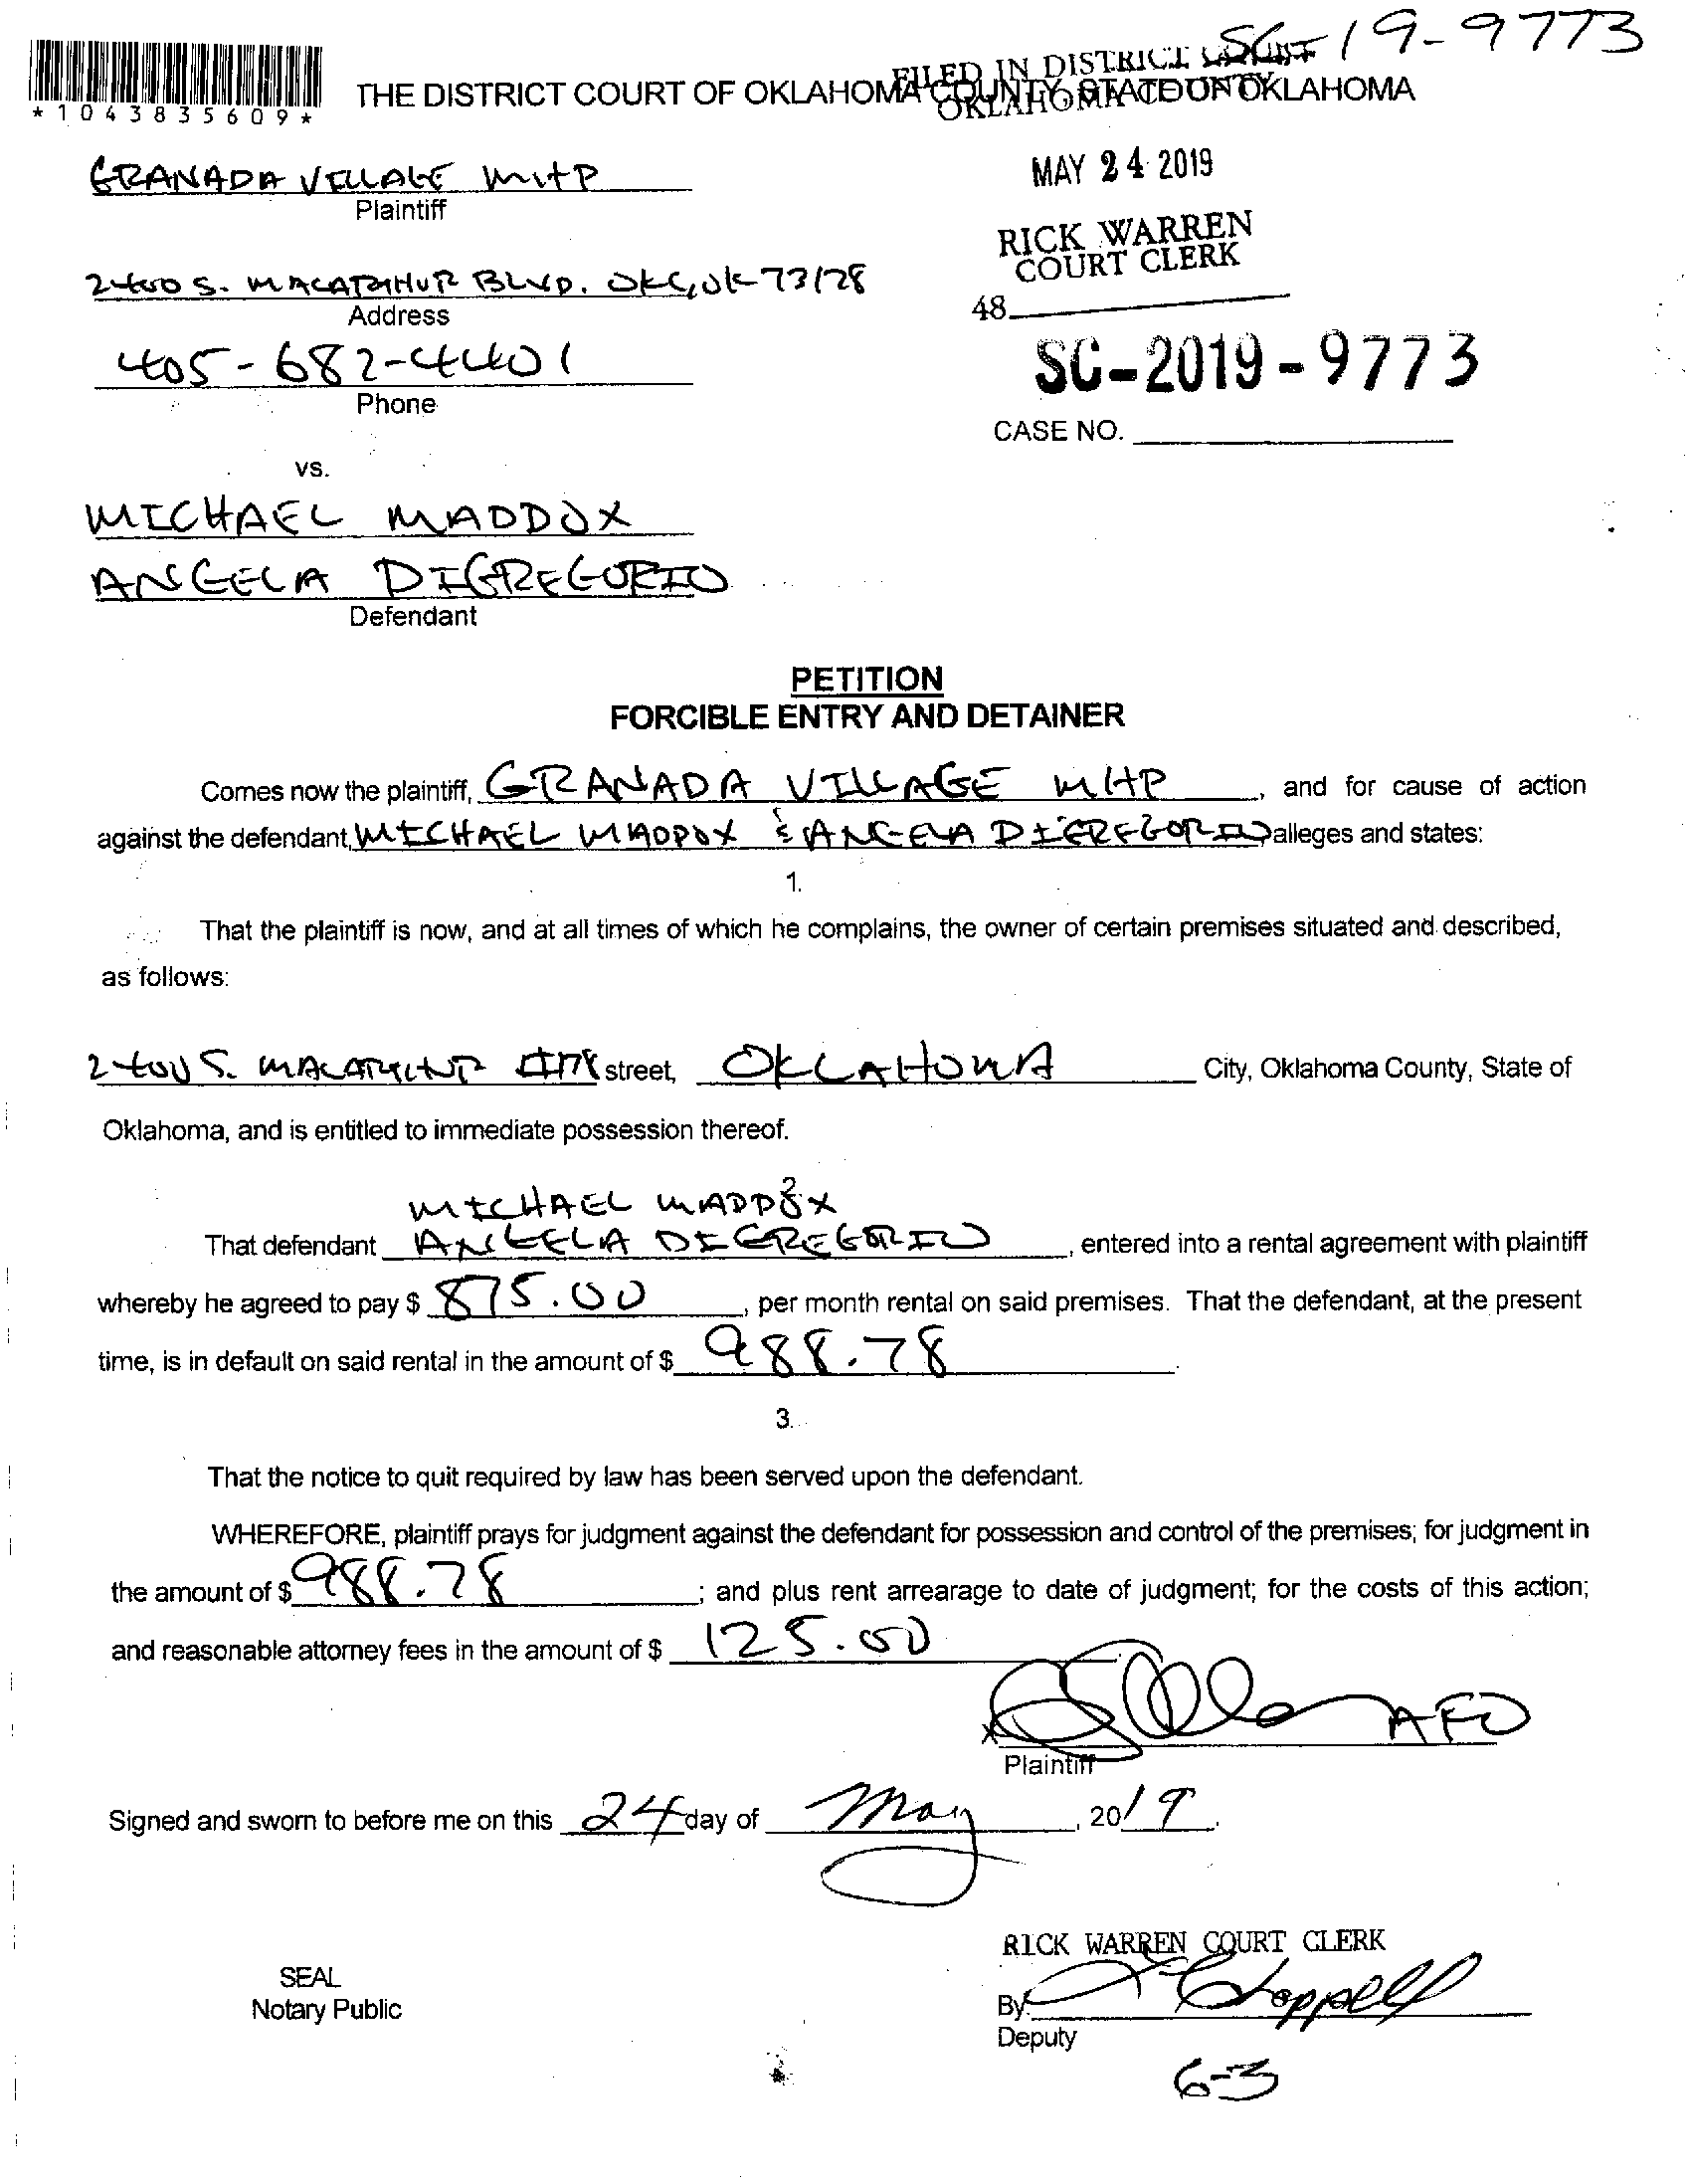 SC-19-9773
FILED IN DISTRICT COURT
THE DISTRICT COURT OF OKLAHOMA COUNTY, STATE OF OKLAHOMA
OKLAHOMA COUNTY
*1043835609*
GRANADA VILLAGE MHP
Plaintiff
MAY 24 2019
RICK WARREN
COURT CLERK
2400 S. MACARTHUR BLVD. OKC, OK 73128
Address
48
405-682-4401
Phone
SC-2019-9773
CASE NO.
vs.
MICHAEL MADDOX
ANGELA DIGREGORIO
Defendant
PETITION
FORCIBLE ENTRY AND DETAINER
Comes now the plaintiff, GRANADA VILLAGE MHP, and for cause of action
against the defendant, MICHAEL MADDOX & ANGELA DIGREGORIO alleges and states:
1.
That the plaintiff is now, and at all times of which he complains, the owner of certain premises situated and described,
as follows:
2400 S. MACARTHUR #178 street, OKLAHOMA City, Oklahoma County, State of
Oklahoma, and is entitled to immediate possession thereof.
2
MICHAEL MADDOX
That defendant ANGELA DIGREGORIO, entered into a rental agreement with plaintiff
whereby he agreed to pay $ 875.00, per month rental on said premises. That the defendant, at the present
time, is in default on said rental in the amount of $ 988.78.
3.
That the notice to quit required by law has been served upon the defendant.
WHEREFORE, plaintiff prays for judgment against the defendant for possession and control of the premises; for judgment in
the amount of $ 988.78; and plus rent arrearage to date of judgment; for the costs of this action;
and reasonable attorney fees in the amount of $ 125.00
x AFO
Plaintiff
Signed and sworn to before me on this 24 day of May, 2019.
RICK WARREN COURT CLERK
SEAL
Notary Public
By: Choppell
Deputy
6-3